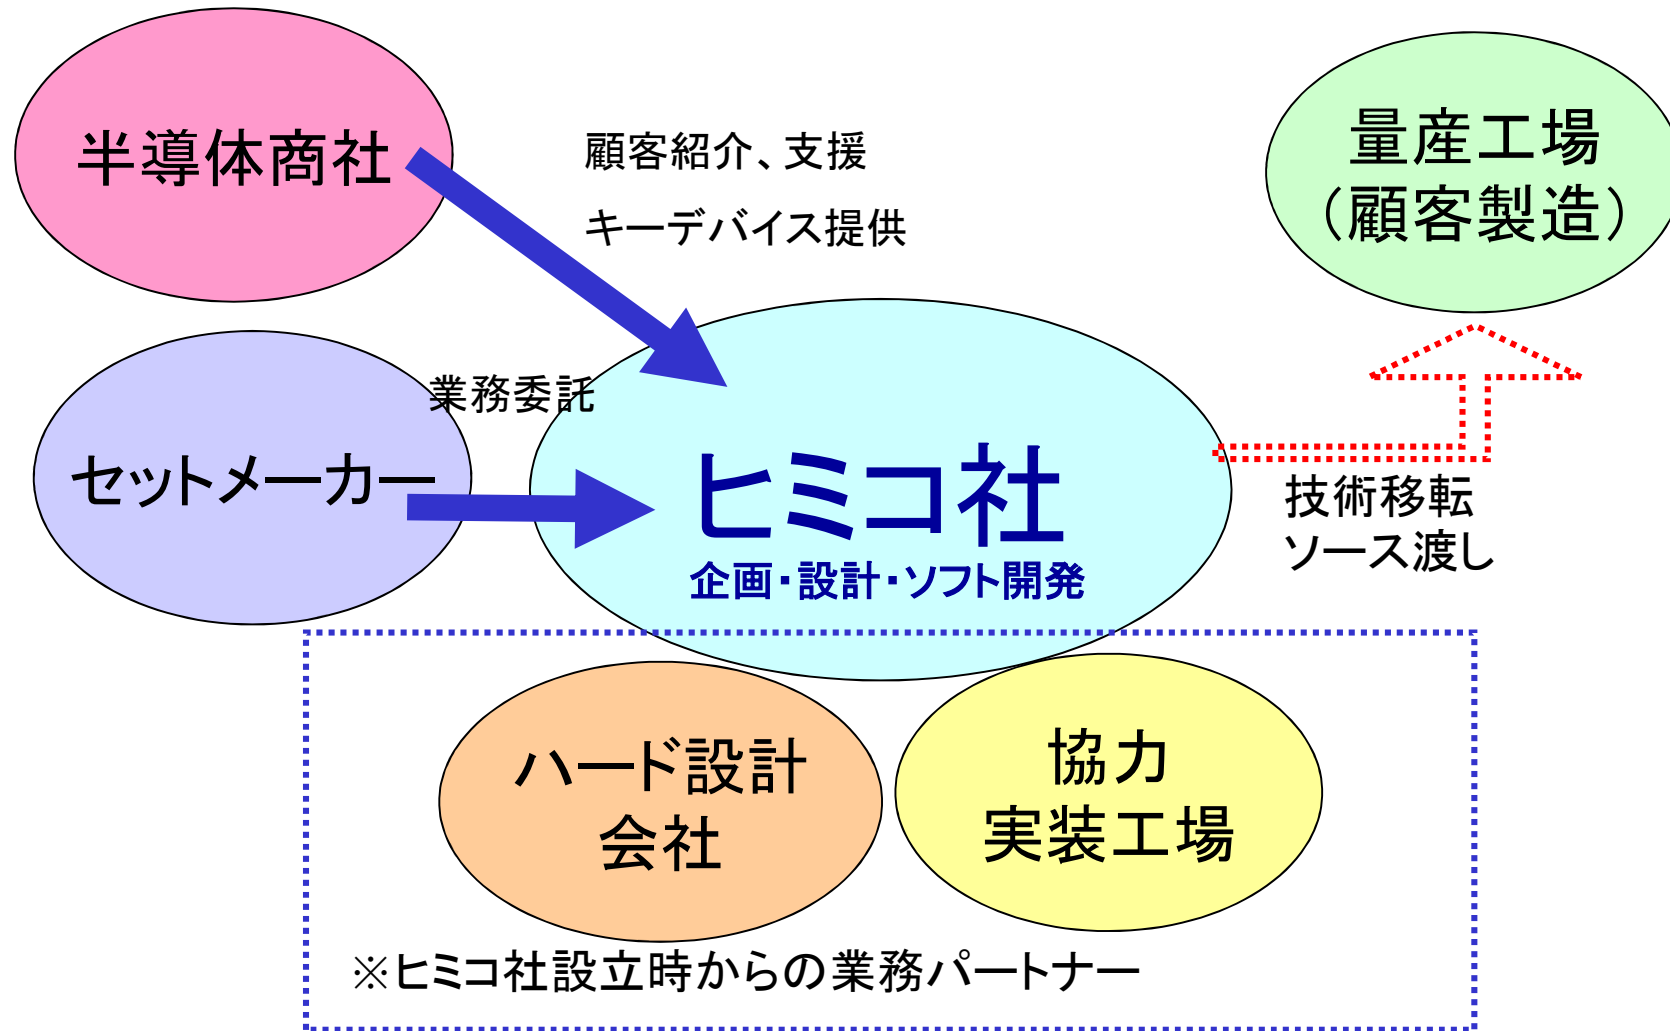 半導体商社
顧客紹介、支援
キーデバイス提供
量産工場
（顧客製造）
業務委託
セットメーカー
ヒミコ社
企画・設計・ソフト開発
技術移転
ソース渡し
ハード設計
会社
協力
実装工場
※ヒミコ社設立時からの業務パートナー